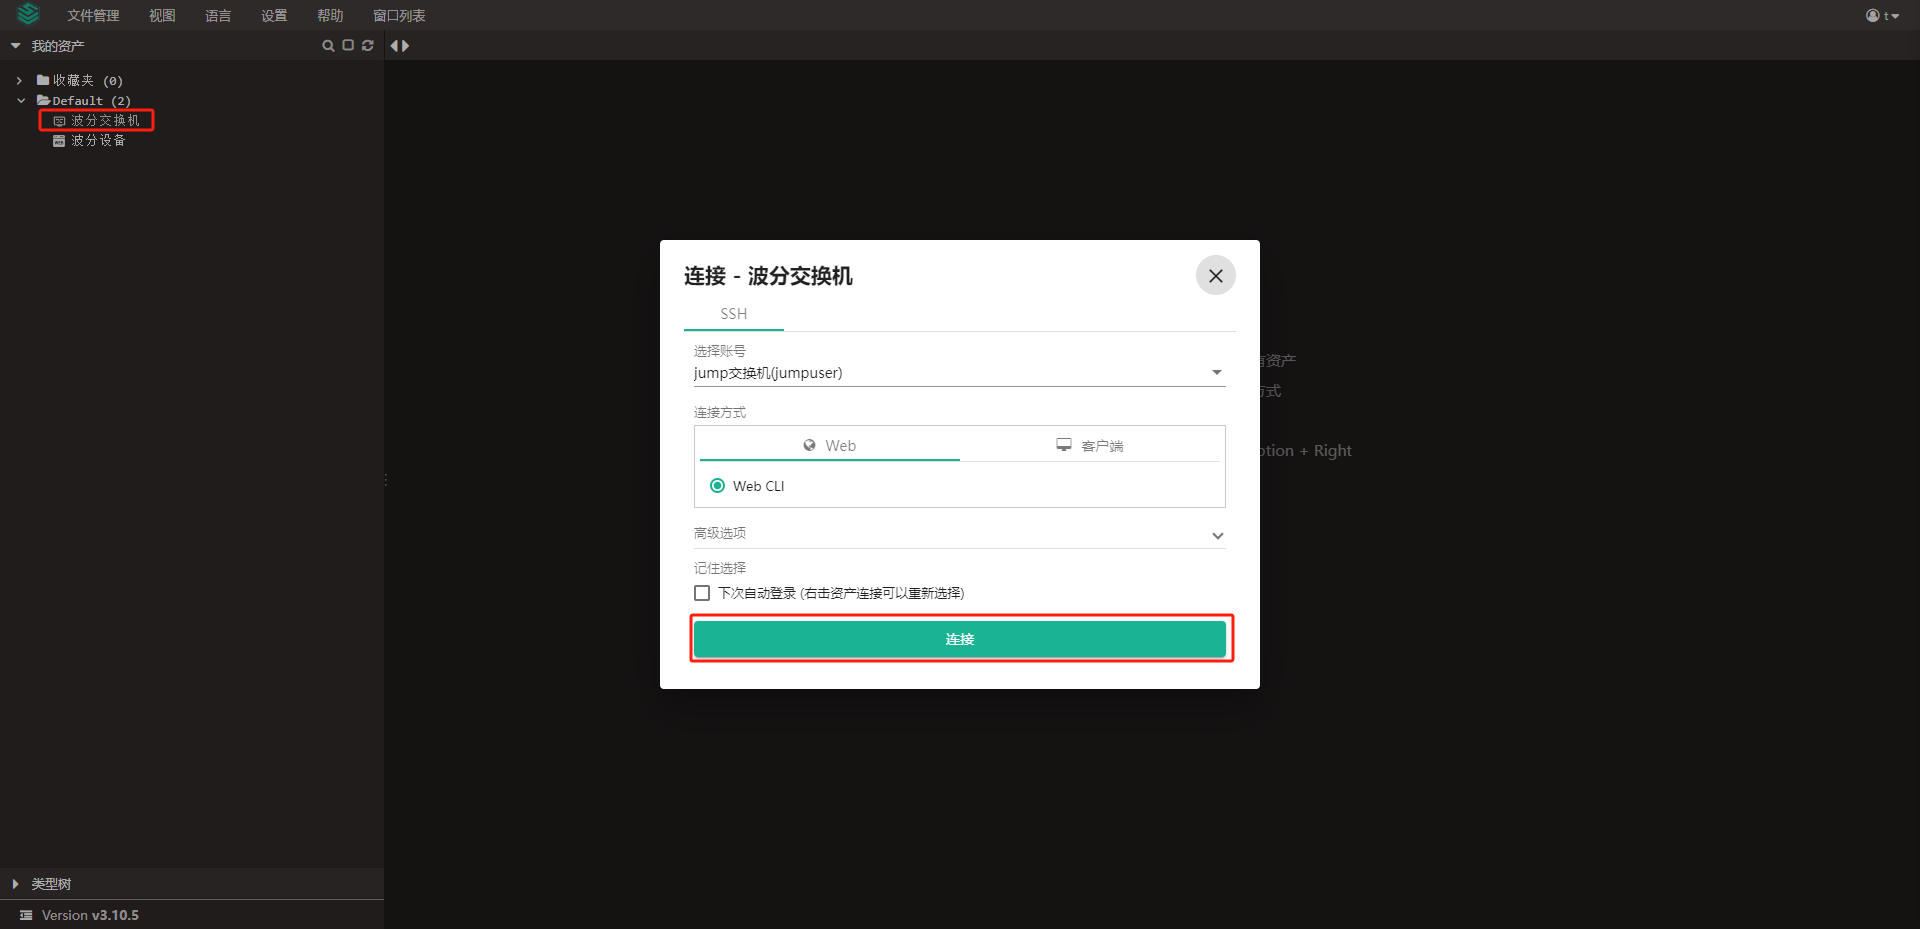 文件管理 视图 语言 设置 帮助 窗口列表 t
我的资产
收藏夹 (0)
Default (2)
波分交换机
波分设备
连接 - 波分交换机
SSH
选择账号
jump交换机(jumpuser)
连接方式
Web 客户端
Web CLI
高级选项
记住选择
下次自动登录 (右击资产连接可以重新选择)
连接
资产
方式
ption + Right
类型树
Version v3.10.5